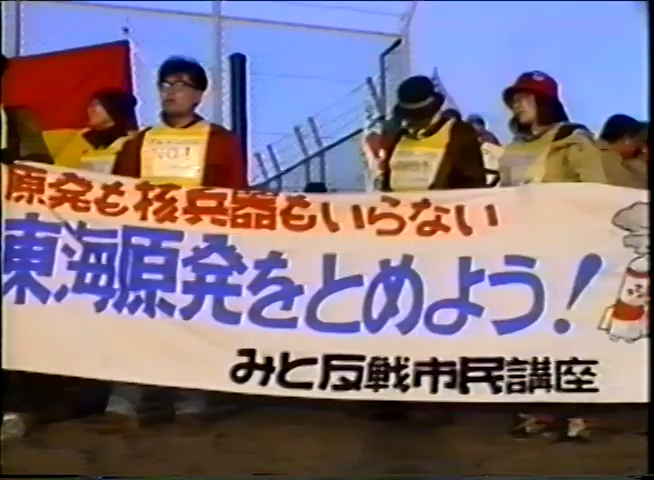 原発も核兵器もいらない
東海原発をとめよう！
みと反戦市民講座
NO!